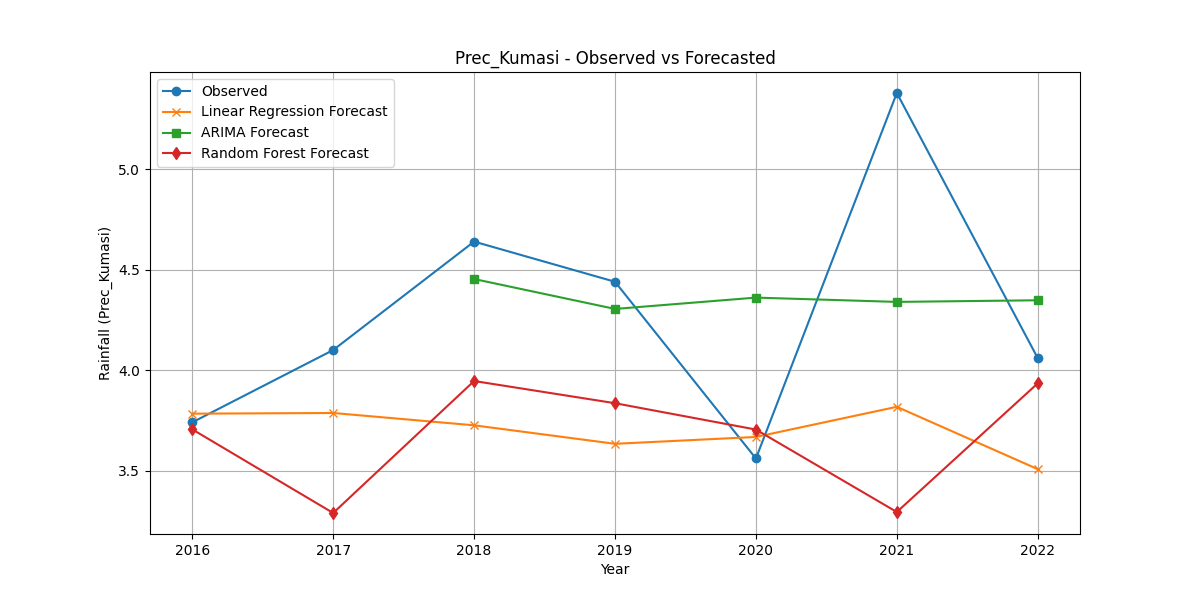 Prec_Kumasi - Observed vs Forecasted
Observed
Linear Regression Forecast
ARIMA Forecast
Random Forest Forecast
Rainfall (Prec_Kumasi)
5.0
4.5
4.0
3.5
2016 2017 2018 2019 2020 2021 2022
Year